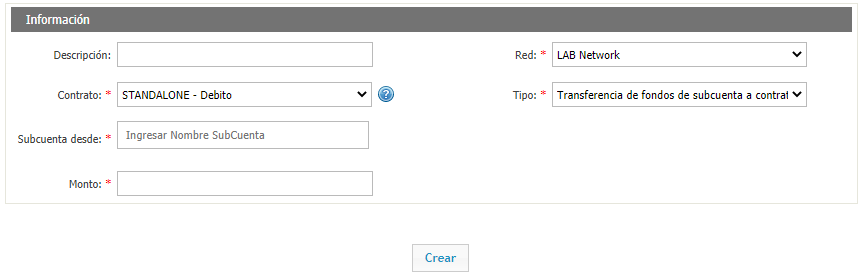 Información
Descripción:
Red: * LAB Network
Contrato: * STANDALONE - Debito ?
Tipo: * Transferencia de fondos de subcuenta a contrat
Subcuenta desde: * Ingresar Nombre SubCuenta
Monto: *
Crear